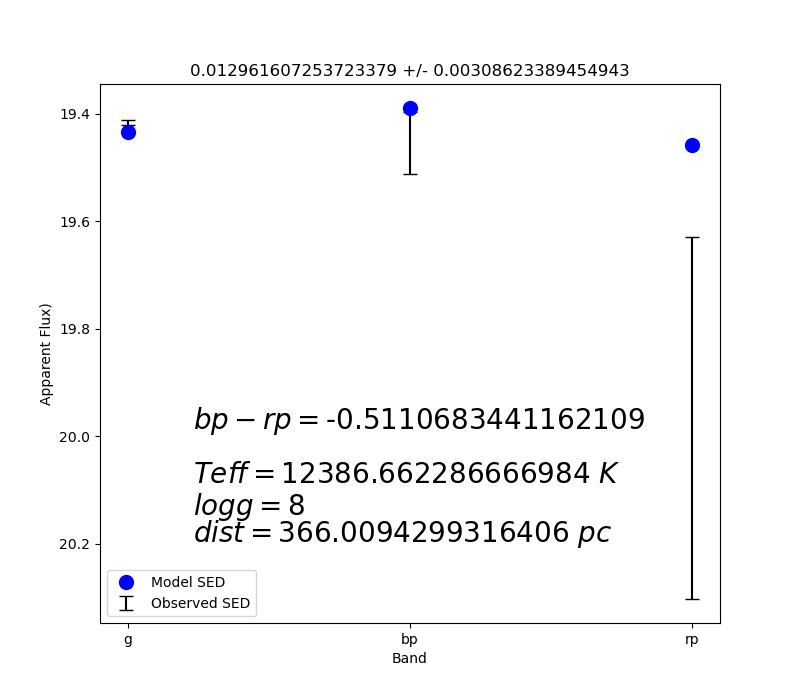 0.012961607253723379 +/- 0.00308623389454943
19.4
19.6
19.8
20.0
20.2
Apparent Flux)
bp − rp = -0.5110683441162109
Teff = 12386.662286666984 K
logg = 8
dist = 366.0094299316406 pc
Model SED
Observed SED
g bp rp
Band